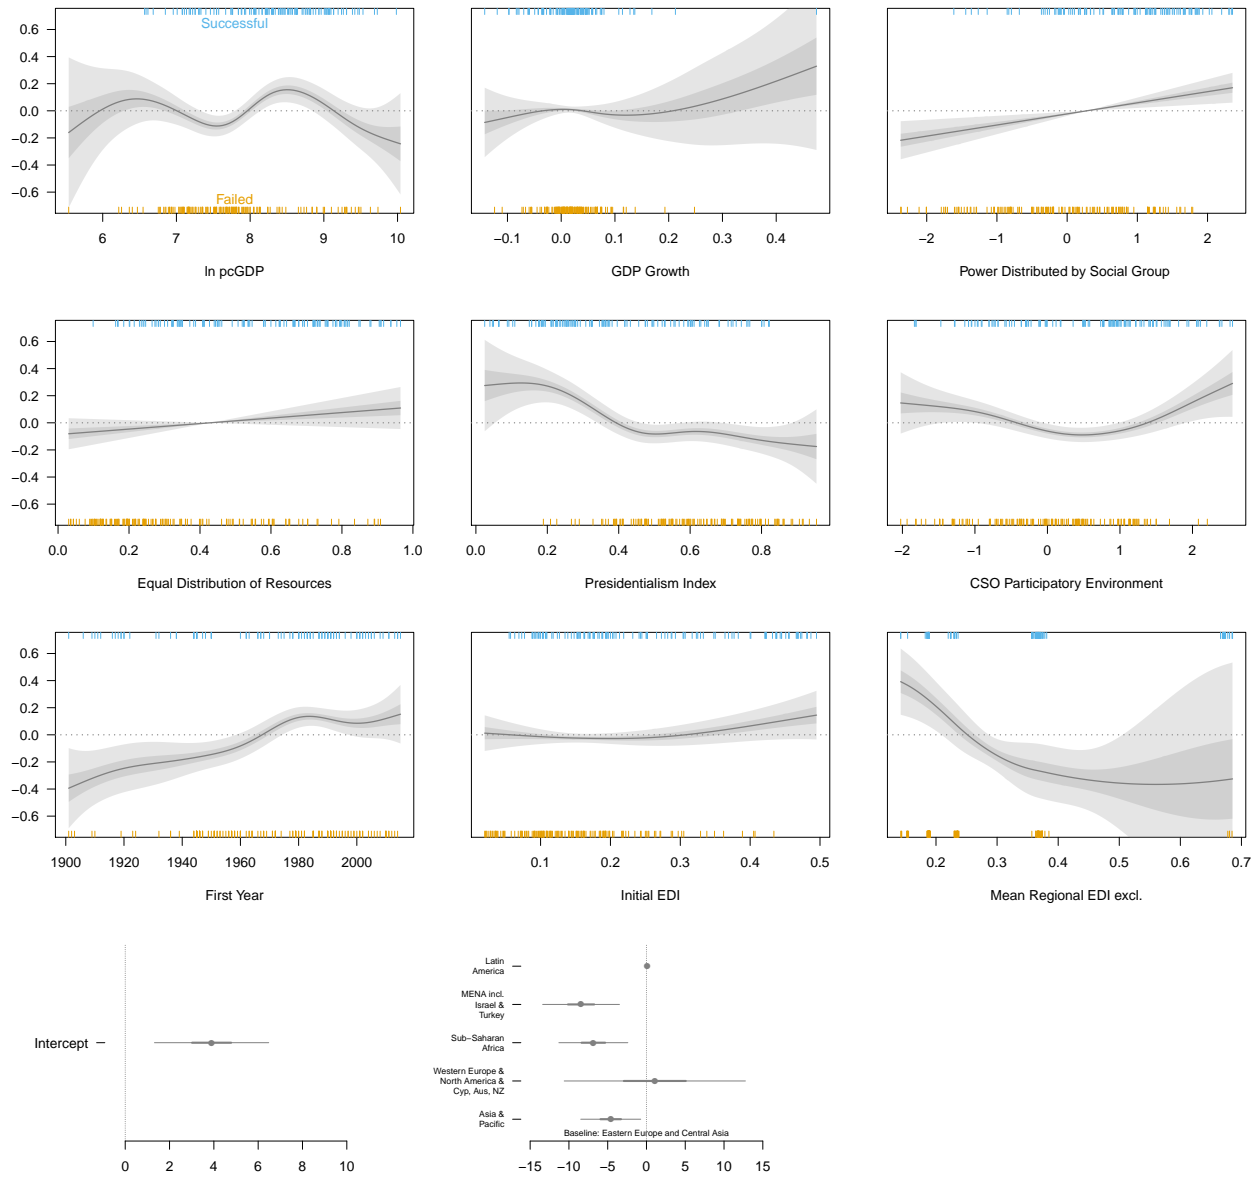 0.6
0.4
0.2
0.0
−0.2
−0.4
−0.6
Successful
Failed
6 7 8 9 10
ln pcGDP
−0.1 0.0 0.1 0.2 0.3 0.4
GDP Growth
−2 −1 0 1 2
Power Distributed by Social Group
0.6
0.4
0.2
0.0
−0.2
−0.4
−0.6
0.0 0.2 0.4 0.6 0.8 1.0
Equal Distribution of Resources
0.0 0.2 0.4 0.6 0.8
Presidentialism Index
−2 −1 0 1 2
CSO Participatory Environment
0.6
0.4
0.2
0.0
−0.2
−0.4
−0.6
1900 1920 1940 1960 1980 2000
First Year
0.1 0.2 0.3 0.4 0.5
Initial EDI
0.2 0.3 0.4 0.5 0.6 0.7
Mean Regional EDI excl.
Intercept
0 2 4 6 8 10
Latin
America
MENA incl.
Israel &
Turkey
Sub−Saharan
Africa
Western Europe &
North America &
Cyp, Aus, NZ
Asia &
Pacific
Baseline: Eastern Europe and Central Asia
−15 −10 −5 0 5 10 15